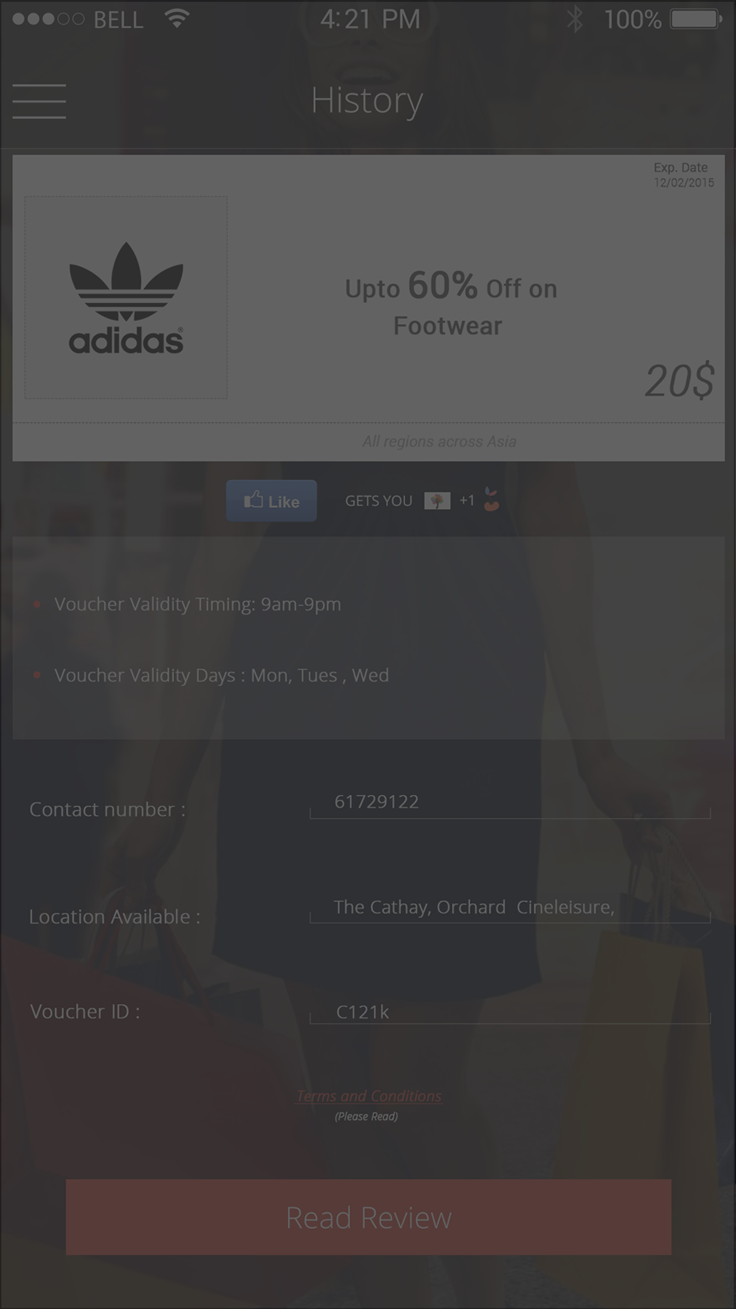 BELL 4:21 PM 100%
History
Exp. Date
12/02/2015
adidas®
Upto 60% Off on
Footwear
20$
All regions across Asia
Like GETS YOU +1
Voucher Validity Timing: 9am-9pm
Voucher Validity Days : Mon, Tues , Wed
Contact number : 61729122
Location Available : The Cathay, Orchard Cineleisure,
Voucher ID : C121k
Terms and Conditions
(Please Read)
Read Review